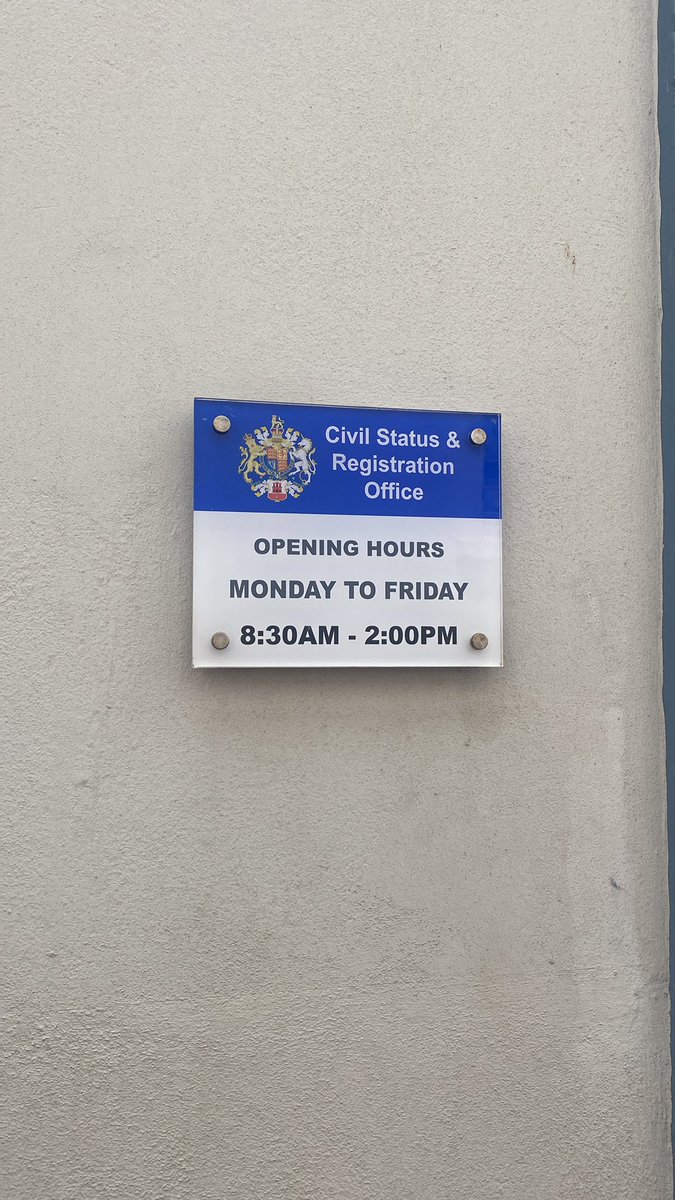 Civil Status &
Registration
Office
OPENING HOURS
MONDAY TO FRIDAY
8:30AM - 2:00PM